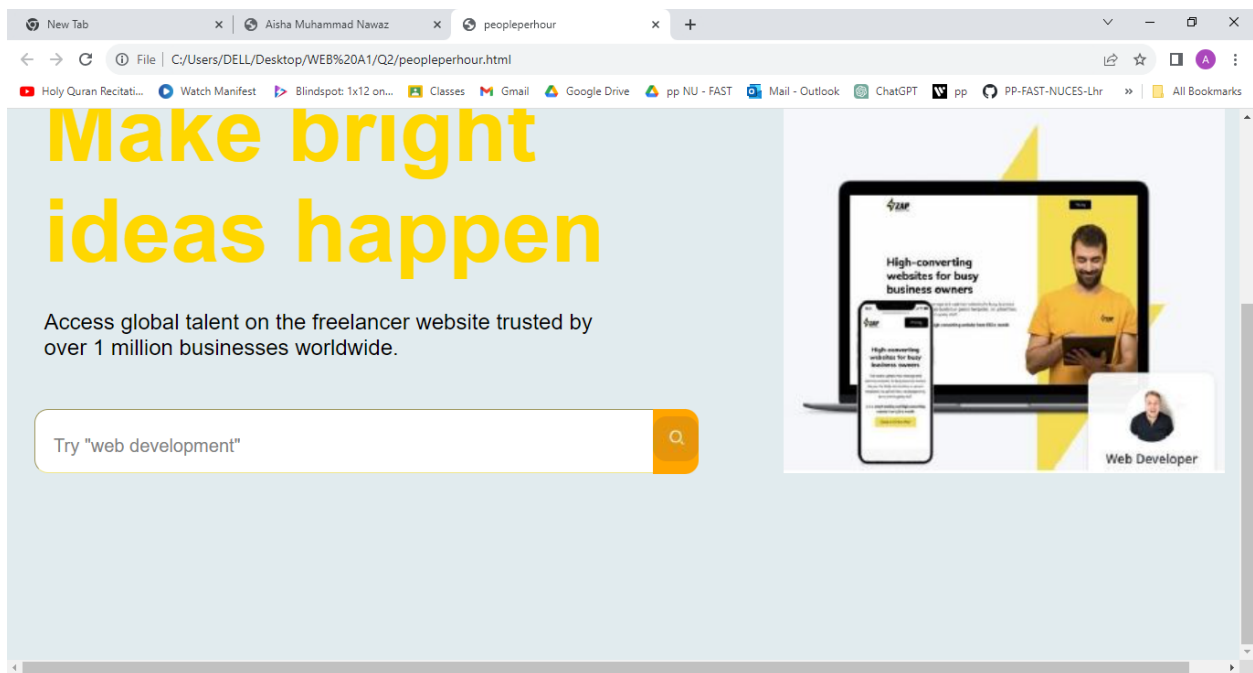 New Tab
Aisha Muhammad Nawaz
peopleperhour
File
C:/Users/DELL/Desktop/WEB%20A1/Q2/peopleperhour.html
A
Holy Quran Recitati...
Watch Manifest
Blindspot: 1x12 on...
Classes
Gmail
Google Drive
pp NU - FAST
Mail - Outlook
ChatGPT
pp
PP-FAST-NUCES-Lhr
»
All Bookmarks
Make bright
ideas happen
Access global talent on the freelancer website trusted by
over 1 million businesses worldwide.
Try "web development"
ZAP
High-converting
websites for busy
business owners
High-converting
websites for busy
business owners
Web Developer